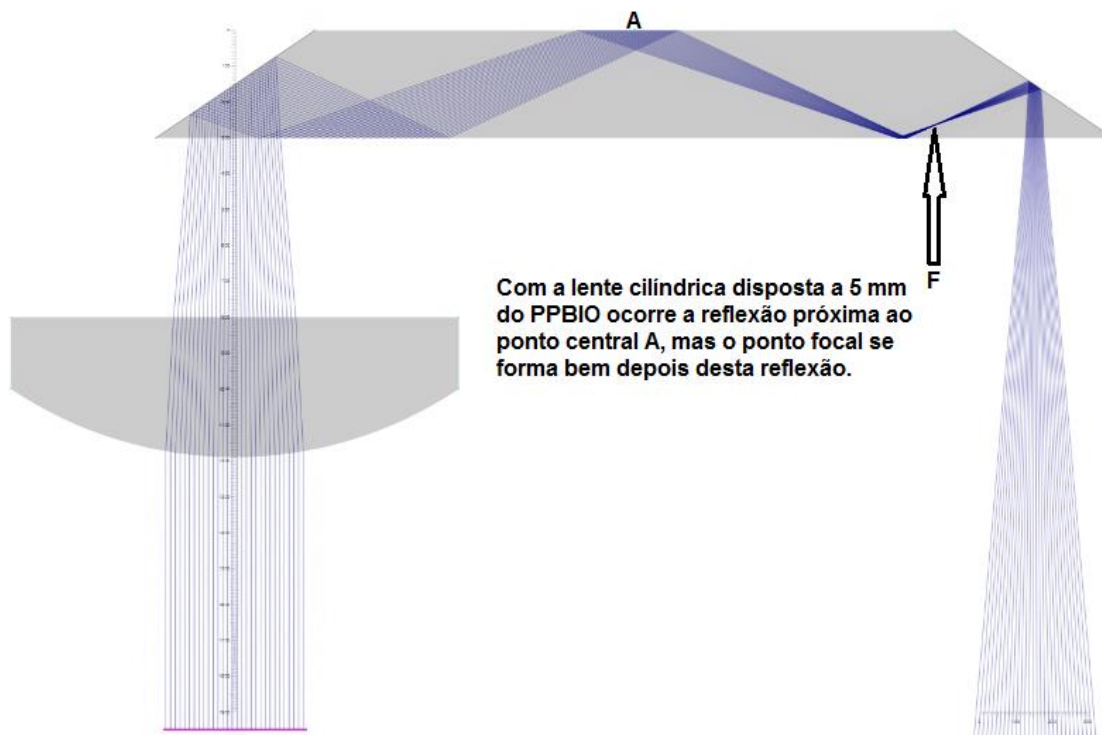 A
F
Com a lente cilíndrica disposta a 5 mm
do PPBIO ocorre a reflexão próxima ao
ponto central A, mas o ponto focal se
forma bem depois desta reflexão.